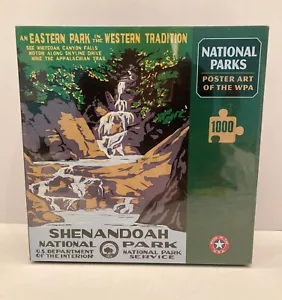 AN EASTERN PARK IN THE WESTERN TRADITION
SEE WHITEOAK CANYON FALLS
MOTOR ALONG SKYLINE DRIVE
HIKE THE APPALACHIAN TRAIL
NATIONAL
PARKS
POSTER ART
OF THE WPA
1000
SHENANDOAH
NATIONAL PARK
U.S. DEPARTMENT NATIONAL PARK
OF THE INTERIOR SERVICE